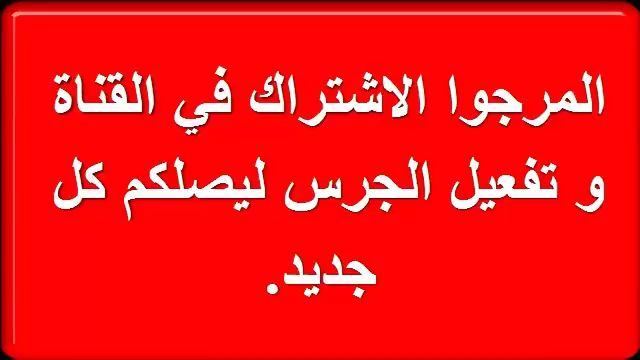 المرجوا الاشتراك في القناة
و تفعيل الجرس ليصلكم كل
جديد.